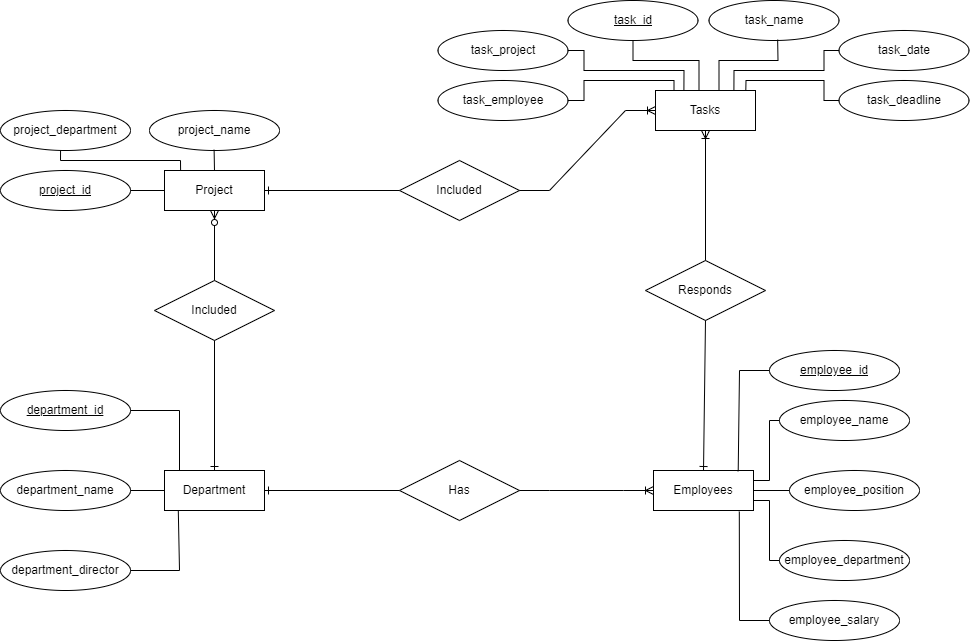 task_id
task_name
task_project
task_date
task_employee
task_deadline
Tasks
project_department
project_name
project_id
Project
Included
Included
Responds
employee_id
department_id
employee_name
department_name
Department
Has
Employees
employee_position
employee_department
department_director
employee_salary